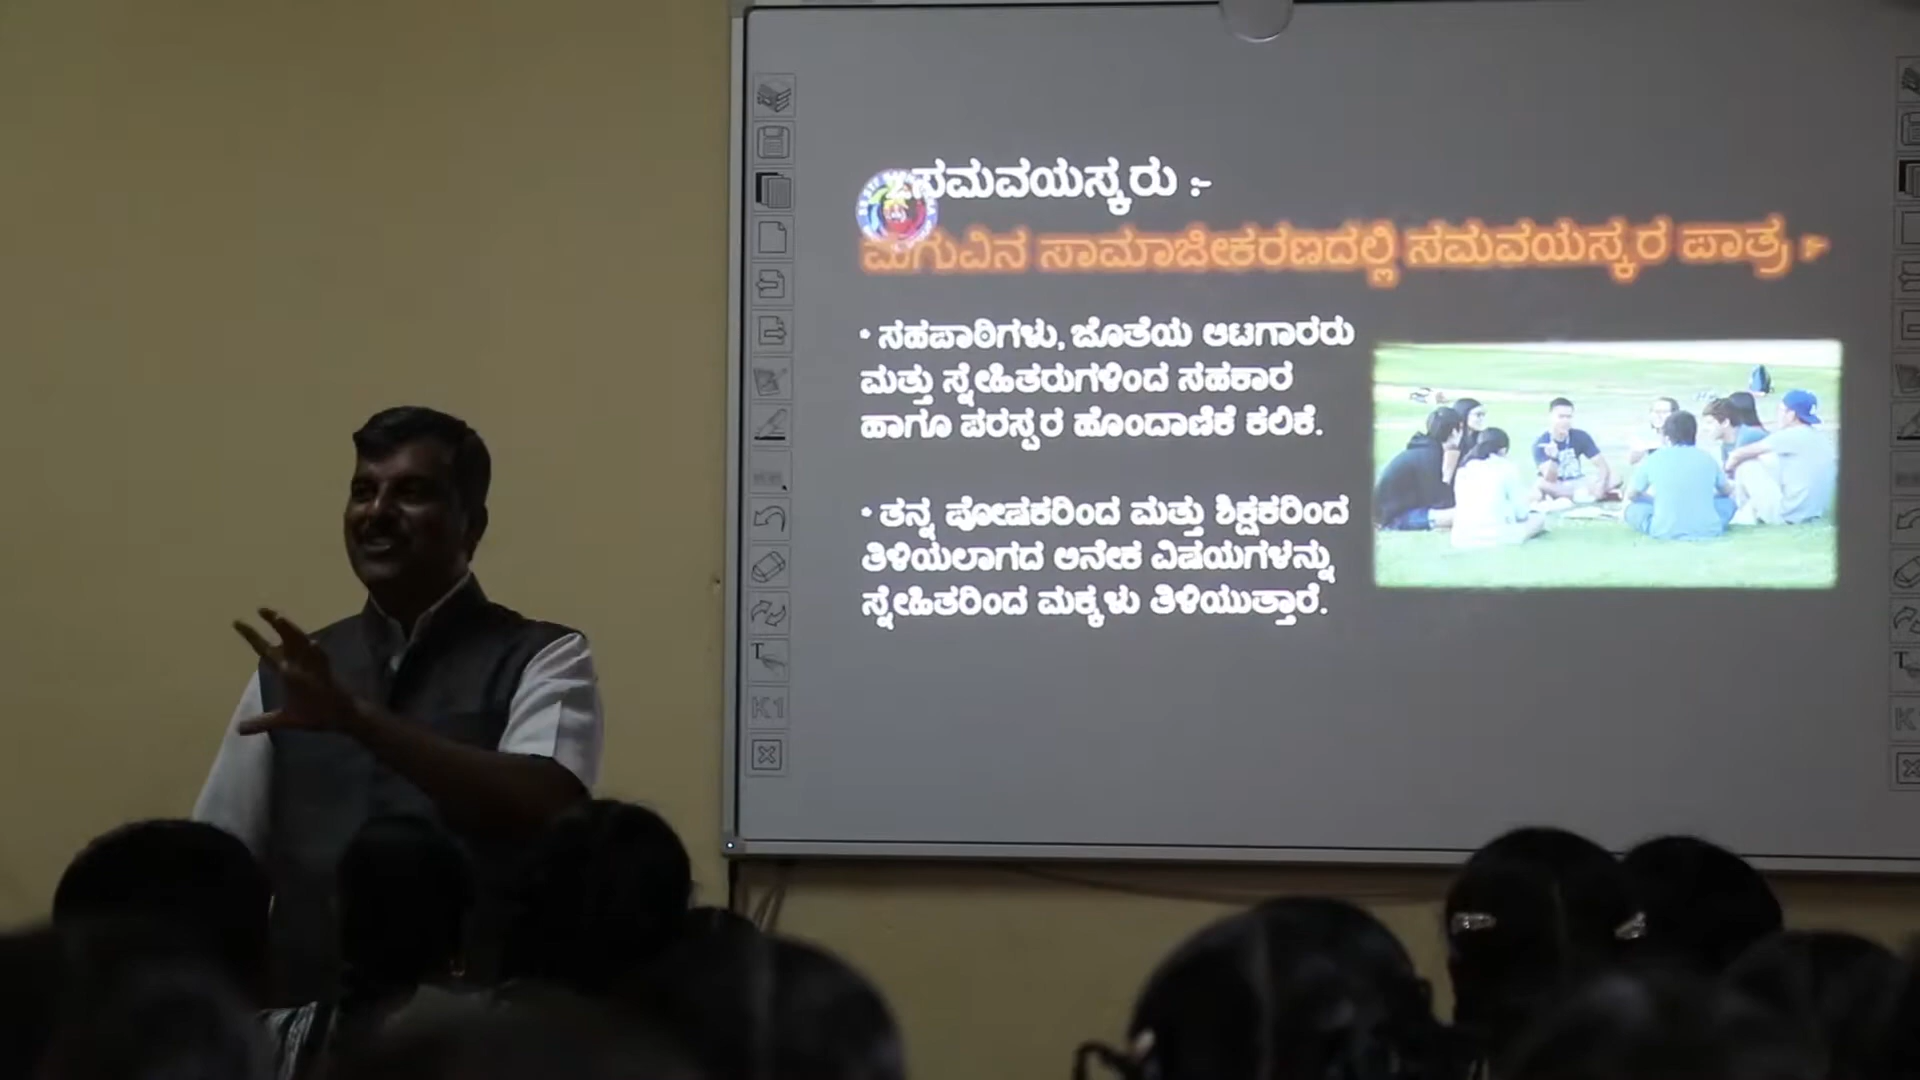 2.ಸಮವಯಸ್ಕರು :-
ಮಗುವಿನ ಸಾಮಾಜೀಕರಣದಲ್ಲಿ ಸಮವಯಸ್ಕರ ಪಾತ್ರ :-
* ಸಹಪಾಠಿಗಳು, ಜೊತೆಯ ಆಟಗಾರರು
ಮತ್ತು ಸ್ನೇಹಿತರುಗಳಿಂದ ಸಹಕಾರ
ಹಾಗೂ ಪರಸ್ಪರ ಹೊಂದಾಣಿಕೆ ಕಲಿಕೆ.
* ತನ್ನ ಪೋಷಕರಿಂದ ಮತ್ತು ಶಿಕ್ಷಕರಿಂದ
ತಿಳಿಯಲಾಗದ ಅನೇಕ ವಿಷಯಗಳನ್ನು
ಸ್ನೇಹಿತರಿಂದ ಮಕ್ಕಳು ತಿಳಿಯುತ್ತಾರೆ.